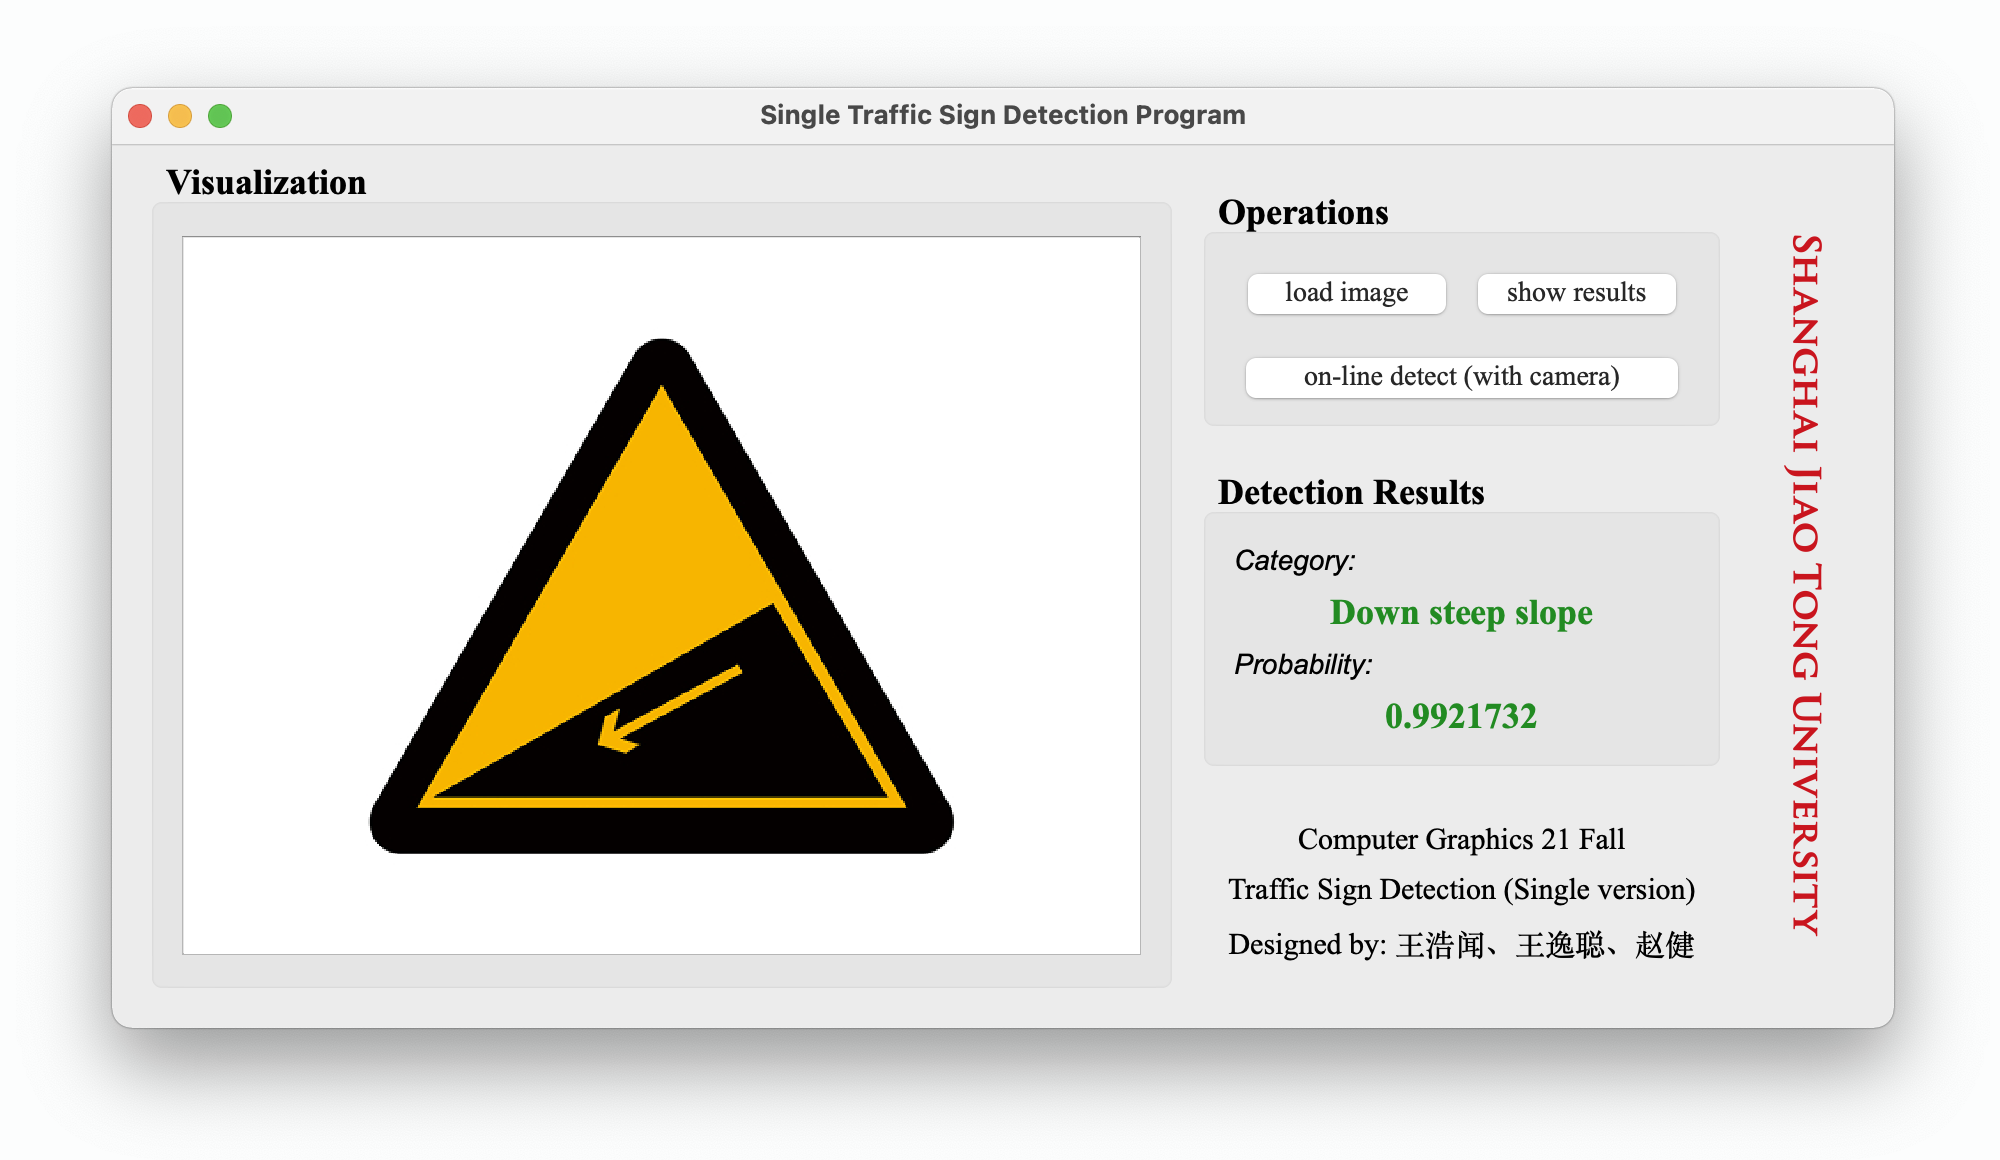 Single Traffic Sign Detection Program
Visualization
Operations
load image
show results
on-line detect (with camera)
Detection Results
Category:
Down steep slope
Probability:
0.9921732
Computer Graphics 21 Fall
Traffic Sign Detection (Single version)
Designed by: 王浩闻、王逸聪、赵健
SHANGHAI JIAO TONG UNIVERSITY